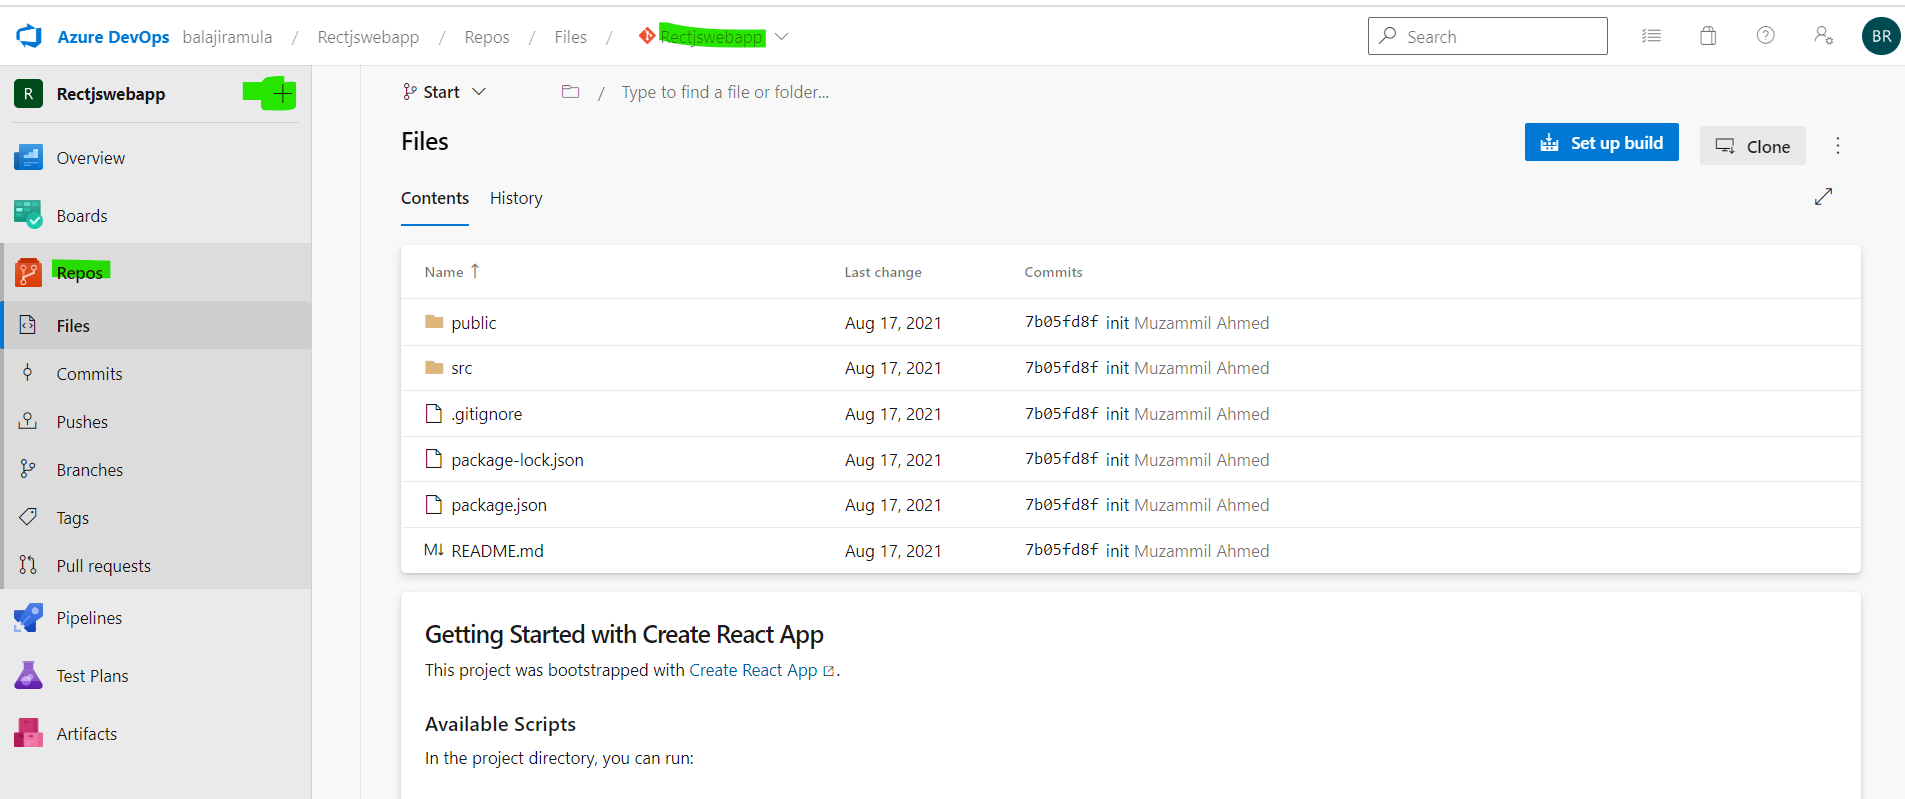 Azure DevOps balajiramula / Rectjswebapp / Repos / Files / Rectjswebapp
Search
BR
R Rectjswebapp +
Overview
Boards
Repos
Files
Commits
Pushes
Branches
Tags
Pull requests
Pipelines
Test Plans
Artifacts
Start / Type to find a file or folder...
Files
Set up build
Clone
Contents History
Name ↑ Last change Commits
public Aug 17, 2021 7b05fd8f init Muzammil Ahmed
src Aug 17, 2021 7b05fd8f init Muzammil Ahmed
.gitignore Aug 17, 2021 7b05fd8f init Muzammil Ahmed
package-lock.json Aug 17, 2021 7b05fd8f init Muzammil Ahmed
package.json Aug 17, 2021 7b05fd8f init Muzammil Ahmed
M↓ README.md Aug 17, 2021 7b05fd8f init Muzammil Ahmed
Getting Started with Create React App
This project was bootstrapped with Create React App .
Available Scripts
In the project directory, you can run: